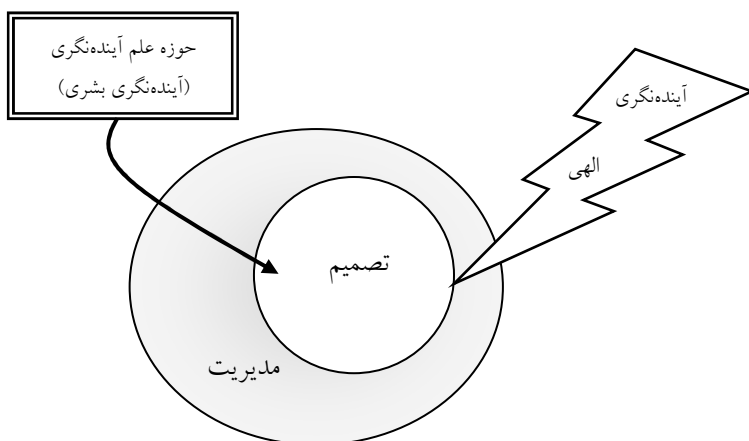 حوزه علم آینده‌نگری
(آینده‌نگری بشری)
آینده‌نگری
الهی
تصمیم
مدیریت